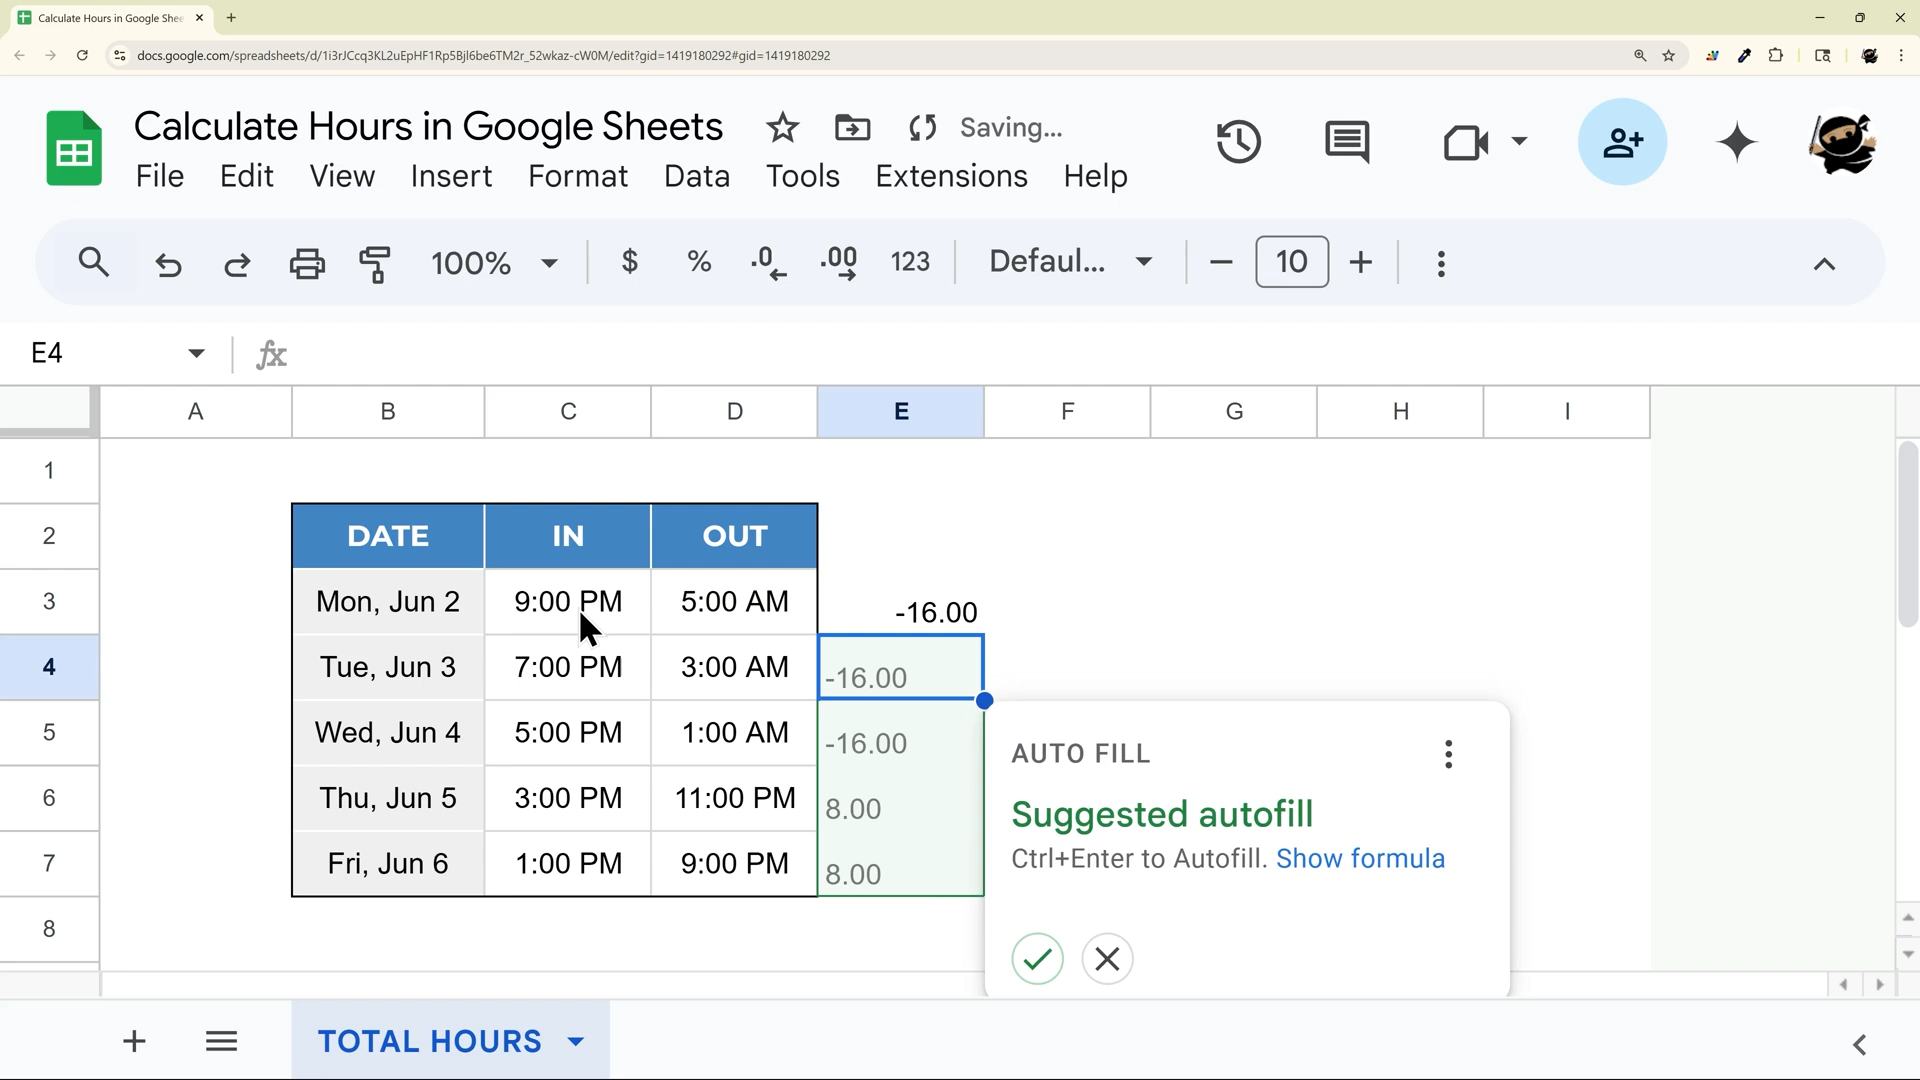 Calculate Hours in Google Shee
docs.google.com/spreadsheets/d/1i3rJCcq3KL2uEpHF1Rp5Bjl6be6TM2r_52wkaz-cW0M/edit?gid=1419180292#gid=1419180292
Calculate Hours in Google Sheets Saving...
File Edit View Insert Format Data Tools Extensions Help
100% $ % .0 .00 123 Defaul... 10
E4 fx
A B C D E F G H I
1
2 DATE IN OUT
3 Mon, Jun 2 9:00 PM 5:00 AM -16.00
4 Tue, Jun 3 7:00 PM 3:00 AM -16.00
5 Wed, Jun 4 5:00 PM 1:00 AM -16.00
6 Thu, Jun 5 3:00 PM 11:00 PM 8.00
7 Fri, Jun 6 1:00 PM 9:00 PM 8.00
8
AUTO FILL
Suggested autofill
Ctrl+Enter to Autofill. Show formula
TOTAL HOURS